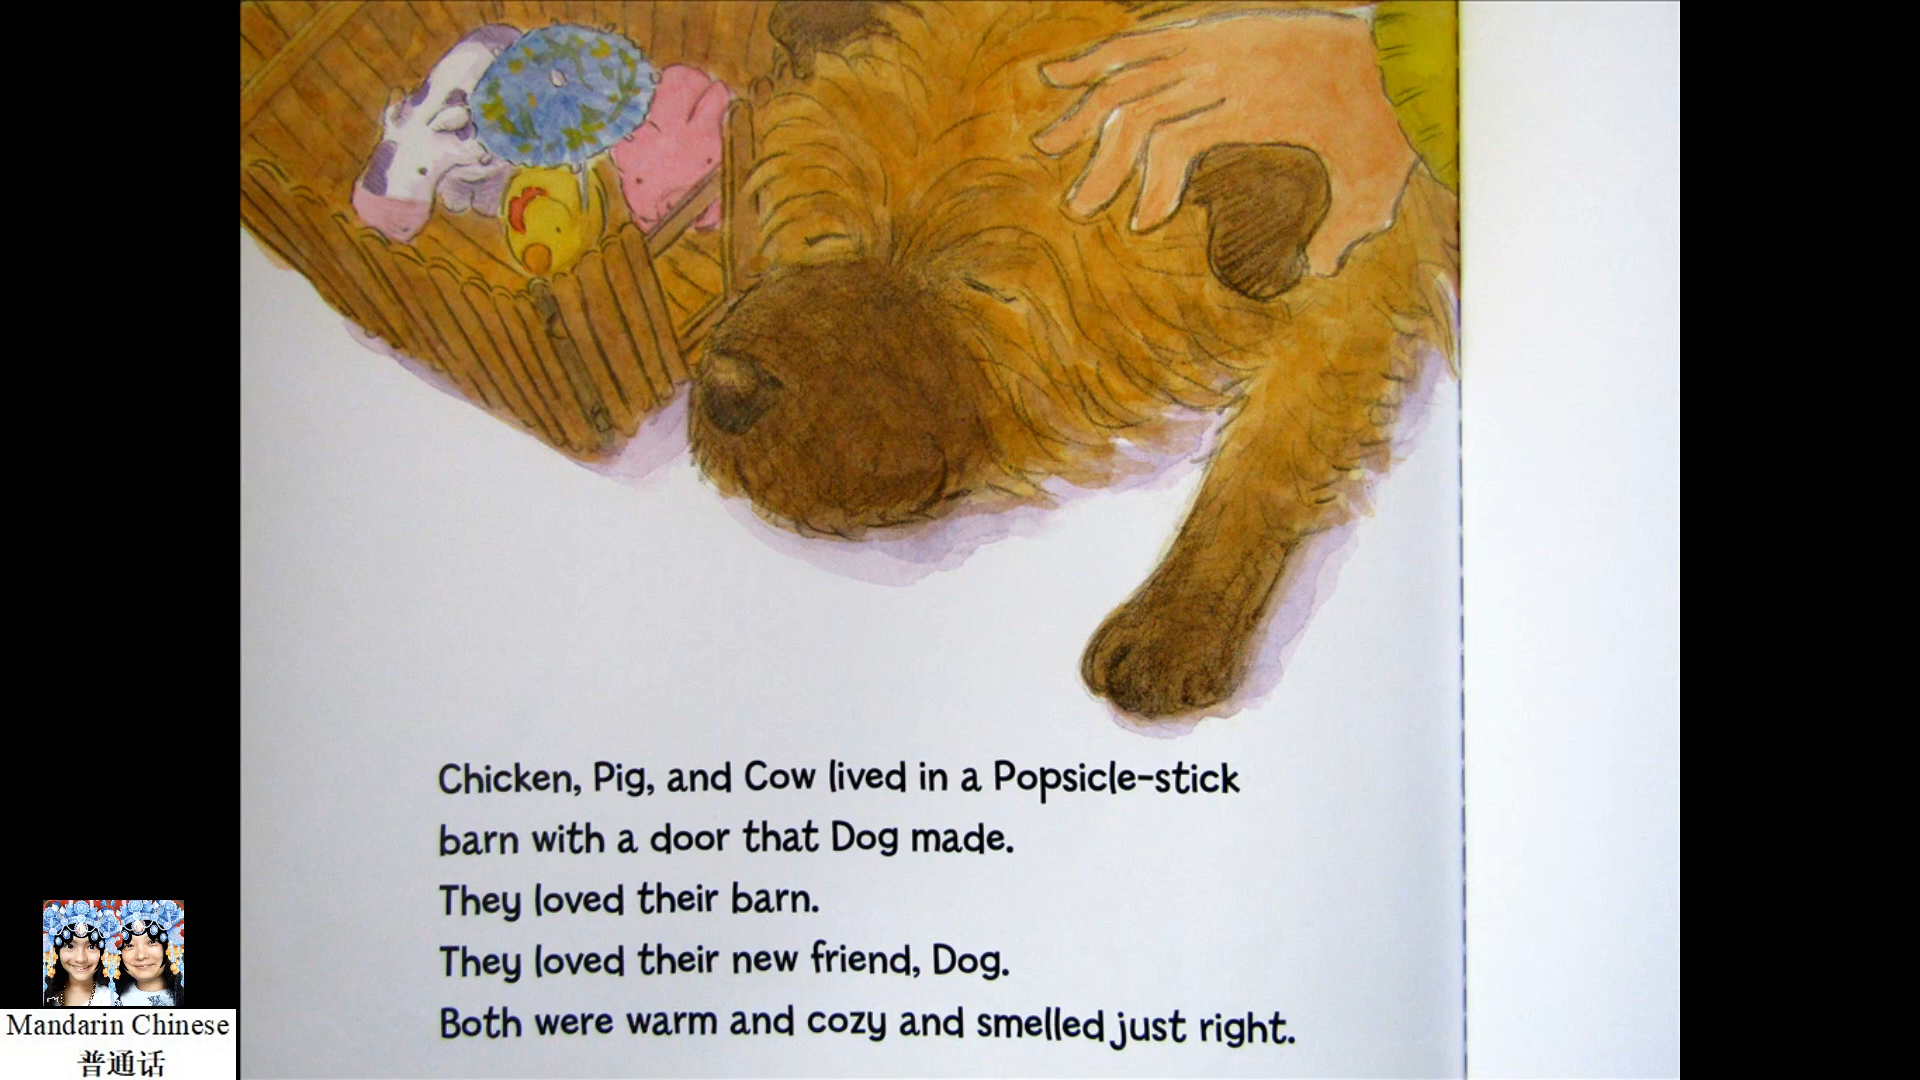 Chicken, Pig, and Cow lived in a Popsicle-stick
barn with a door that Dog made.
They loved their barn.
They loved their new friend, Dog.
Both were warm and cozy and smelled just right.
Mandarin Chinese
普通话